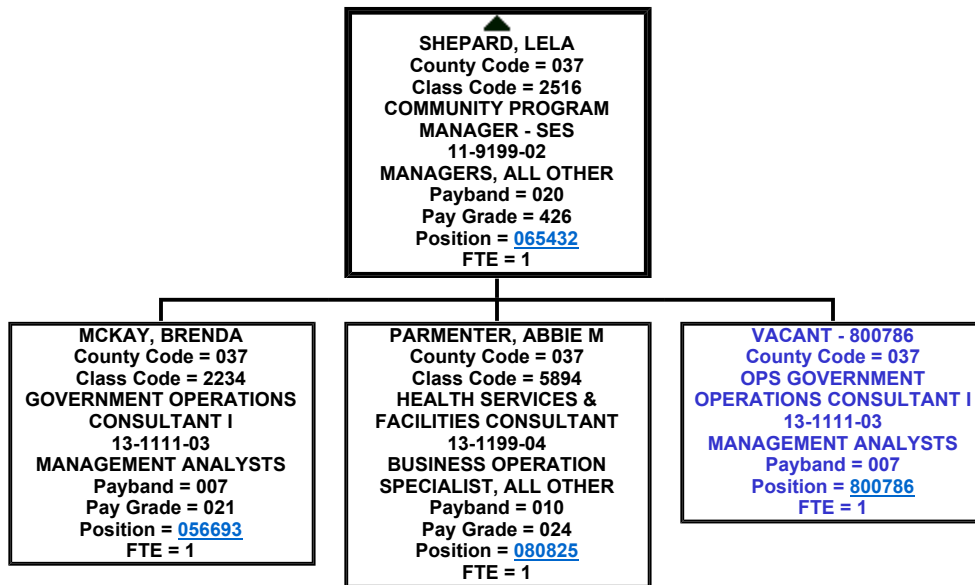 SHEPARD, LELA
County Code = 037
Class Code = 2516
COMMUNITY PROGRAM
MANAGER - SES
11-9199-02
MANAGERS, ALL OTHER
Payband = 020
Pay Grade = 426
Position = 065432
FTE = 1
MCKAY, BRENDA
County Code = 037
Class Code = 2234
GOVERNMENT OPERATIONS
CONSULTANT I
13-1111-03
MANAGEMENT ANALYSTS
Payband = 007
Pay Grade = 021
Position = 056693
FTE = 1
PARMENTER, ABBIE M
County Code = 037
Class Code = 5894
HEALTH SERVICES &
FACILITIES CONSULTANT
13-1199-04
BUSINESS OPERATION
SPECIALIST, ALL OTHER
Payband = 010
Pay Grade = 024
Position = 080825
FTE = 1
VACANT - 800786
County Code = 037
OPS GOVERNMENT
OPERATIONS CONSULTANT I
13-1111-03
MANAGEMENT ANALYSTS
Payband = 007
Position = 800786
FTE = 1